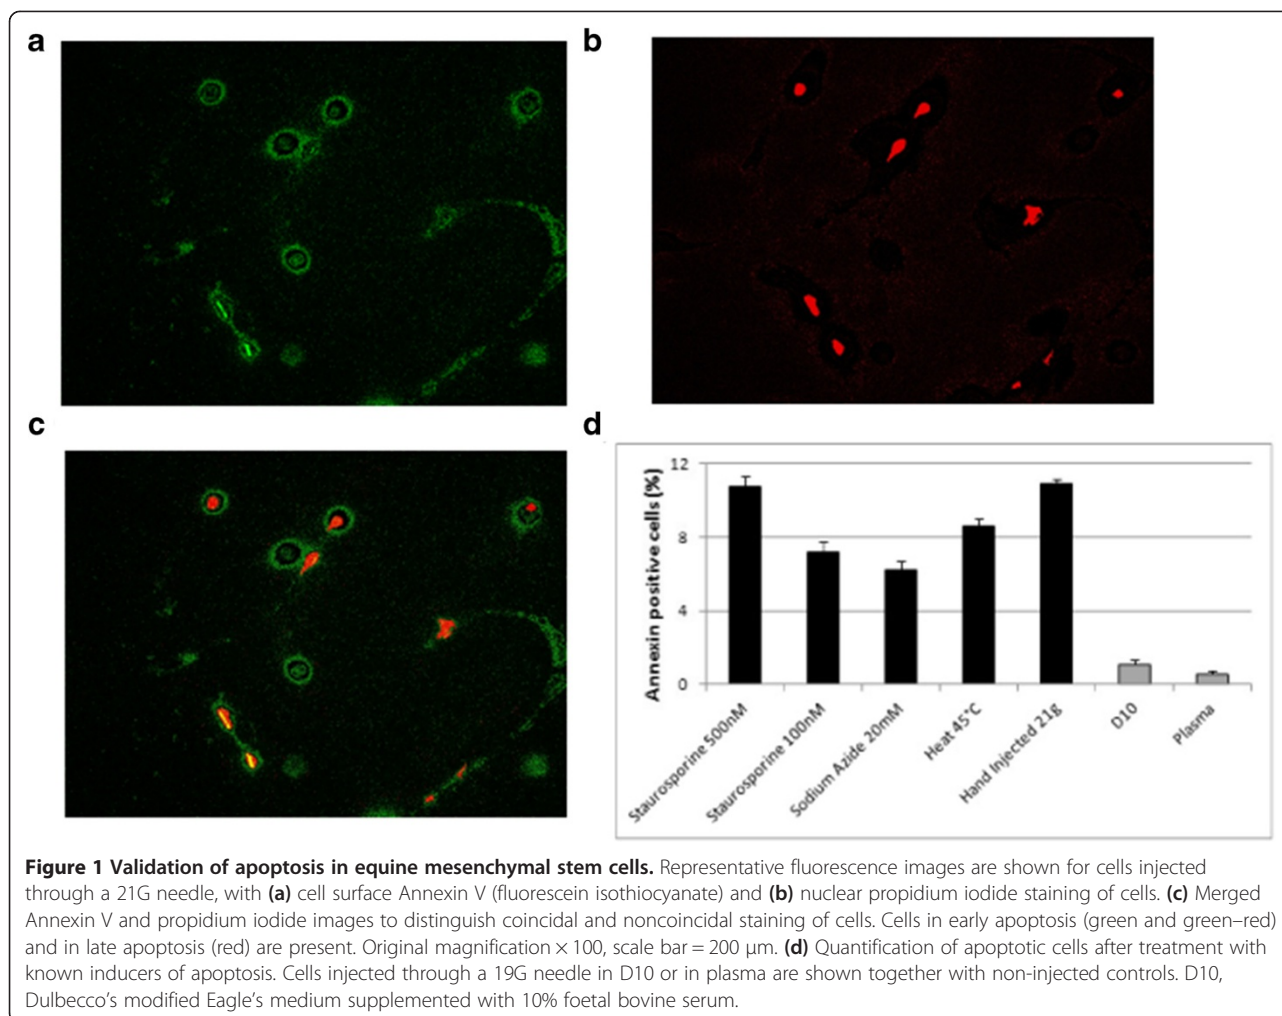 a
b
c
d
Annexin positive cells (%)
12
8
4
0
Staurosporine 500nM
Staurosporine 100nM
Sodium Azide 20mM
Heat 45°C
Hand Injected 21g
D10
Plasma
Figure 1 Validation of apoptosis in equine mesenchymal stem cells. Representative fluorescence images are shown for cells injected
through a 21G needle, with (a) cell surface Annexin V (fluorescein isothiocyanate) and (b) nuclear propidium iodide staining of cells. (c) Merged
Annexin V and propidium iodide images to distinguish coincidal and noncoincidal staining of cells. Cells in early apoptosis (green and green–red)
and in late apoptosis (red) are present. Original magnification × 100, scale bar = 200 μm. (d) Quantification of apoptotic cells after treatment with
known inducers of apoptosis. Cells injected through a 19G needle in D10 or in plasma are shown together with non-injected controls. D10,
Dulbecco's modified Eagle's medium supplemented with 10% foetal bovine serum.